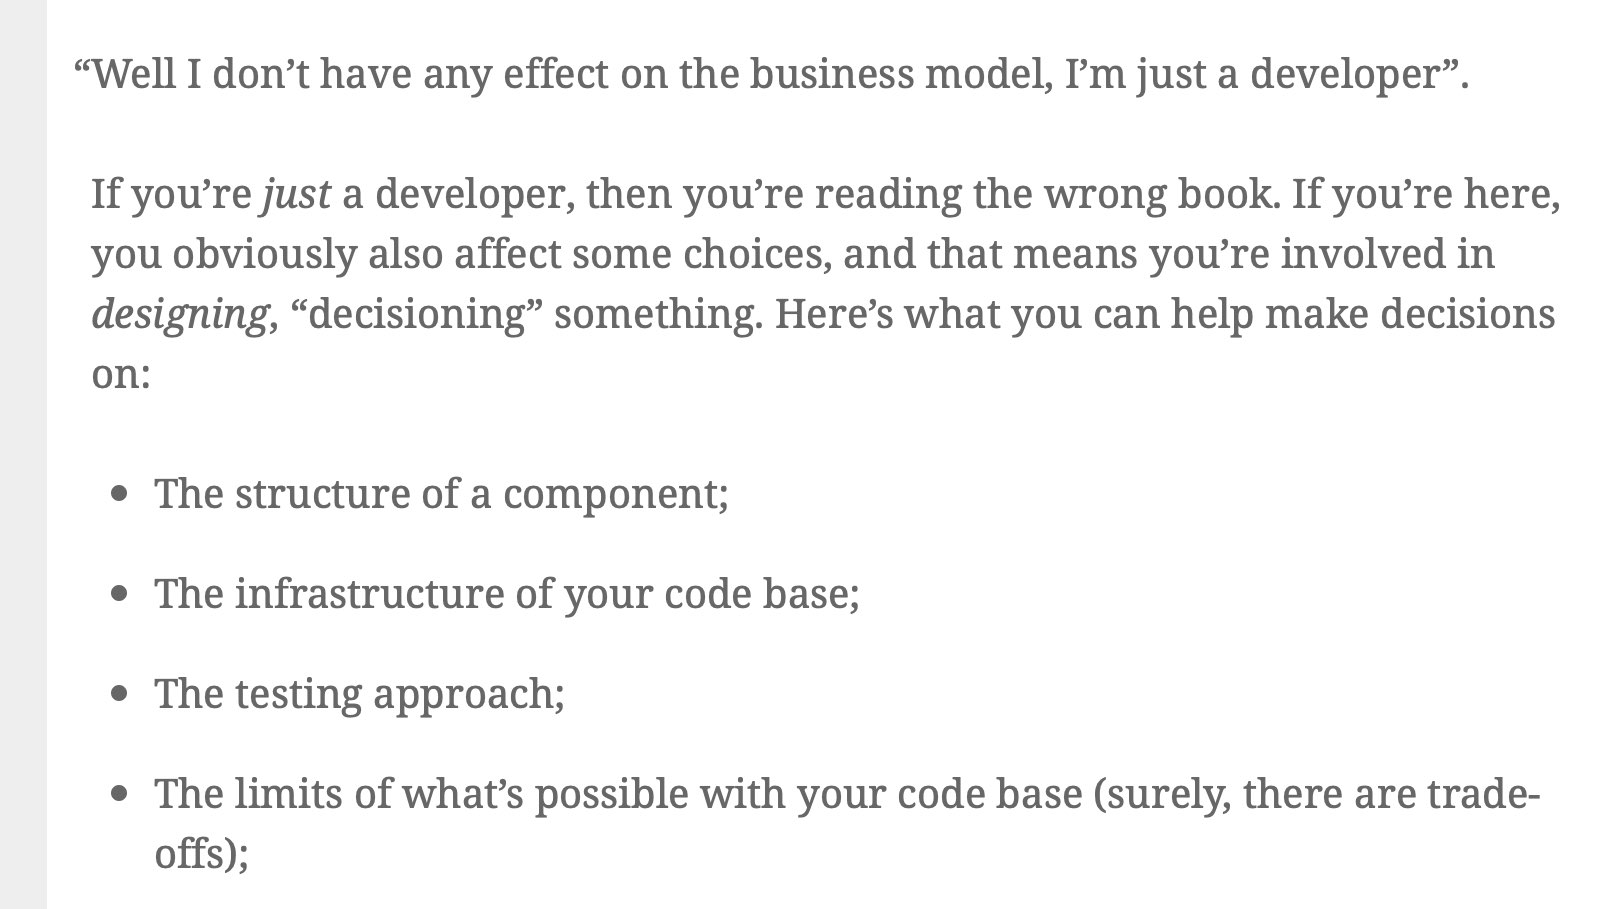 “Well I don’t have any effect on the business model, I’m just a developer”.
If you’re just a developer, then you’re reading the wrong book. If you’re here,
you obviously also affect some choices, and that means you’re involved in
designing, “decisioning” something. Here’s what you can help make decisions
on:
• The structure of a component;
• The infrastructure of your code base;
• The testing approach;
• The limits of what’s possible with your code base (surely, there are trade-
offs);